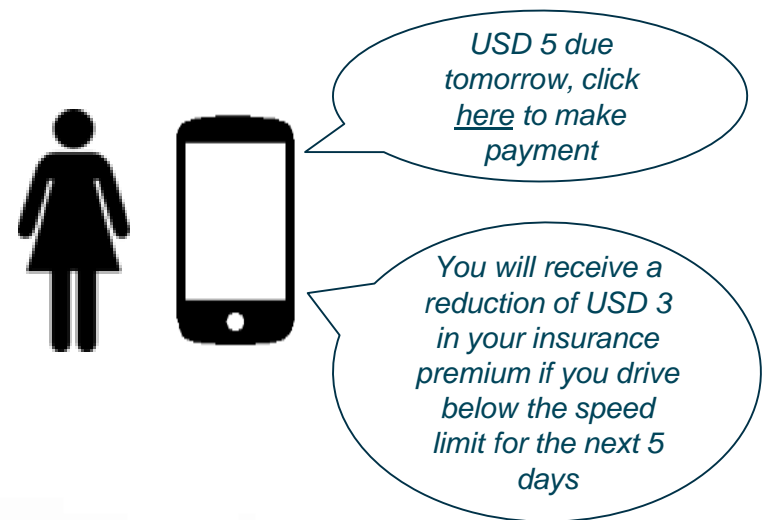 USD 5 due
tomorrow, click
here to make
payment
You will receive a
reduction of USD 3
in your insurance
premium if you drive
below the speed
limit for the next 5
days